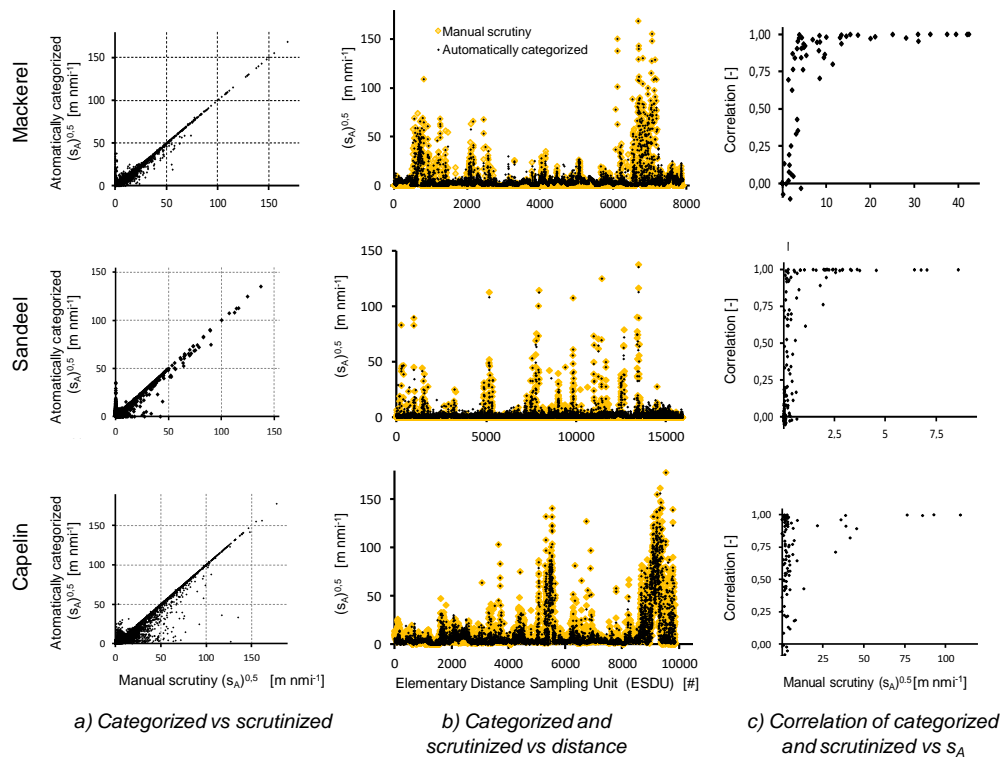 Mackerel
Atomatically categorized
(sA)0,5 [m nmi-1]
150
100
50
0
0 50 100 150
(sA)0,5 [m nmi-1]
Manual scrutiny
Automatically categorized
150
100
50
0
0 2000 4000 6000 8000
Correlation [-]
1,00
0,75
0,50
0,25
0,00
10 20 30 40
Sandeel
Atomatically categorized
(sA)0,5 [m nmi-1]
150
100
50
0
0 50 100 150
(sA)0,5 [m nmi-1]
150
100
50
0
0 5000 10000 15000
Correlation [-]
1,00
0,75
0,50
0,25
0,00
2,5 5 7,5
Capelin
Atomatically categorized
(sA)0,5 [m nmi-1]
150
100
50
0
0 50 100 150
Manual scrutiny (sA)0,5 [m nmi-1]
(sA)0,5 [m nmi-1]
150
100
50
0
0 2000 4000 6000 8000 10000
Elementary Distance Sampling Unit (ESDU) [#]
Correlation [-]
1,00
0,75
0,50
0,25
0,00
0 25 50 75 100
Manual scrutiny (sA)0.5 [m nmi-1]
a) Categorized vs scrutinized
b) Categorized and
scrutinized vs distance
c) Correlation of categorized
and scrutinized vs sA